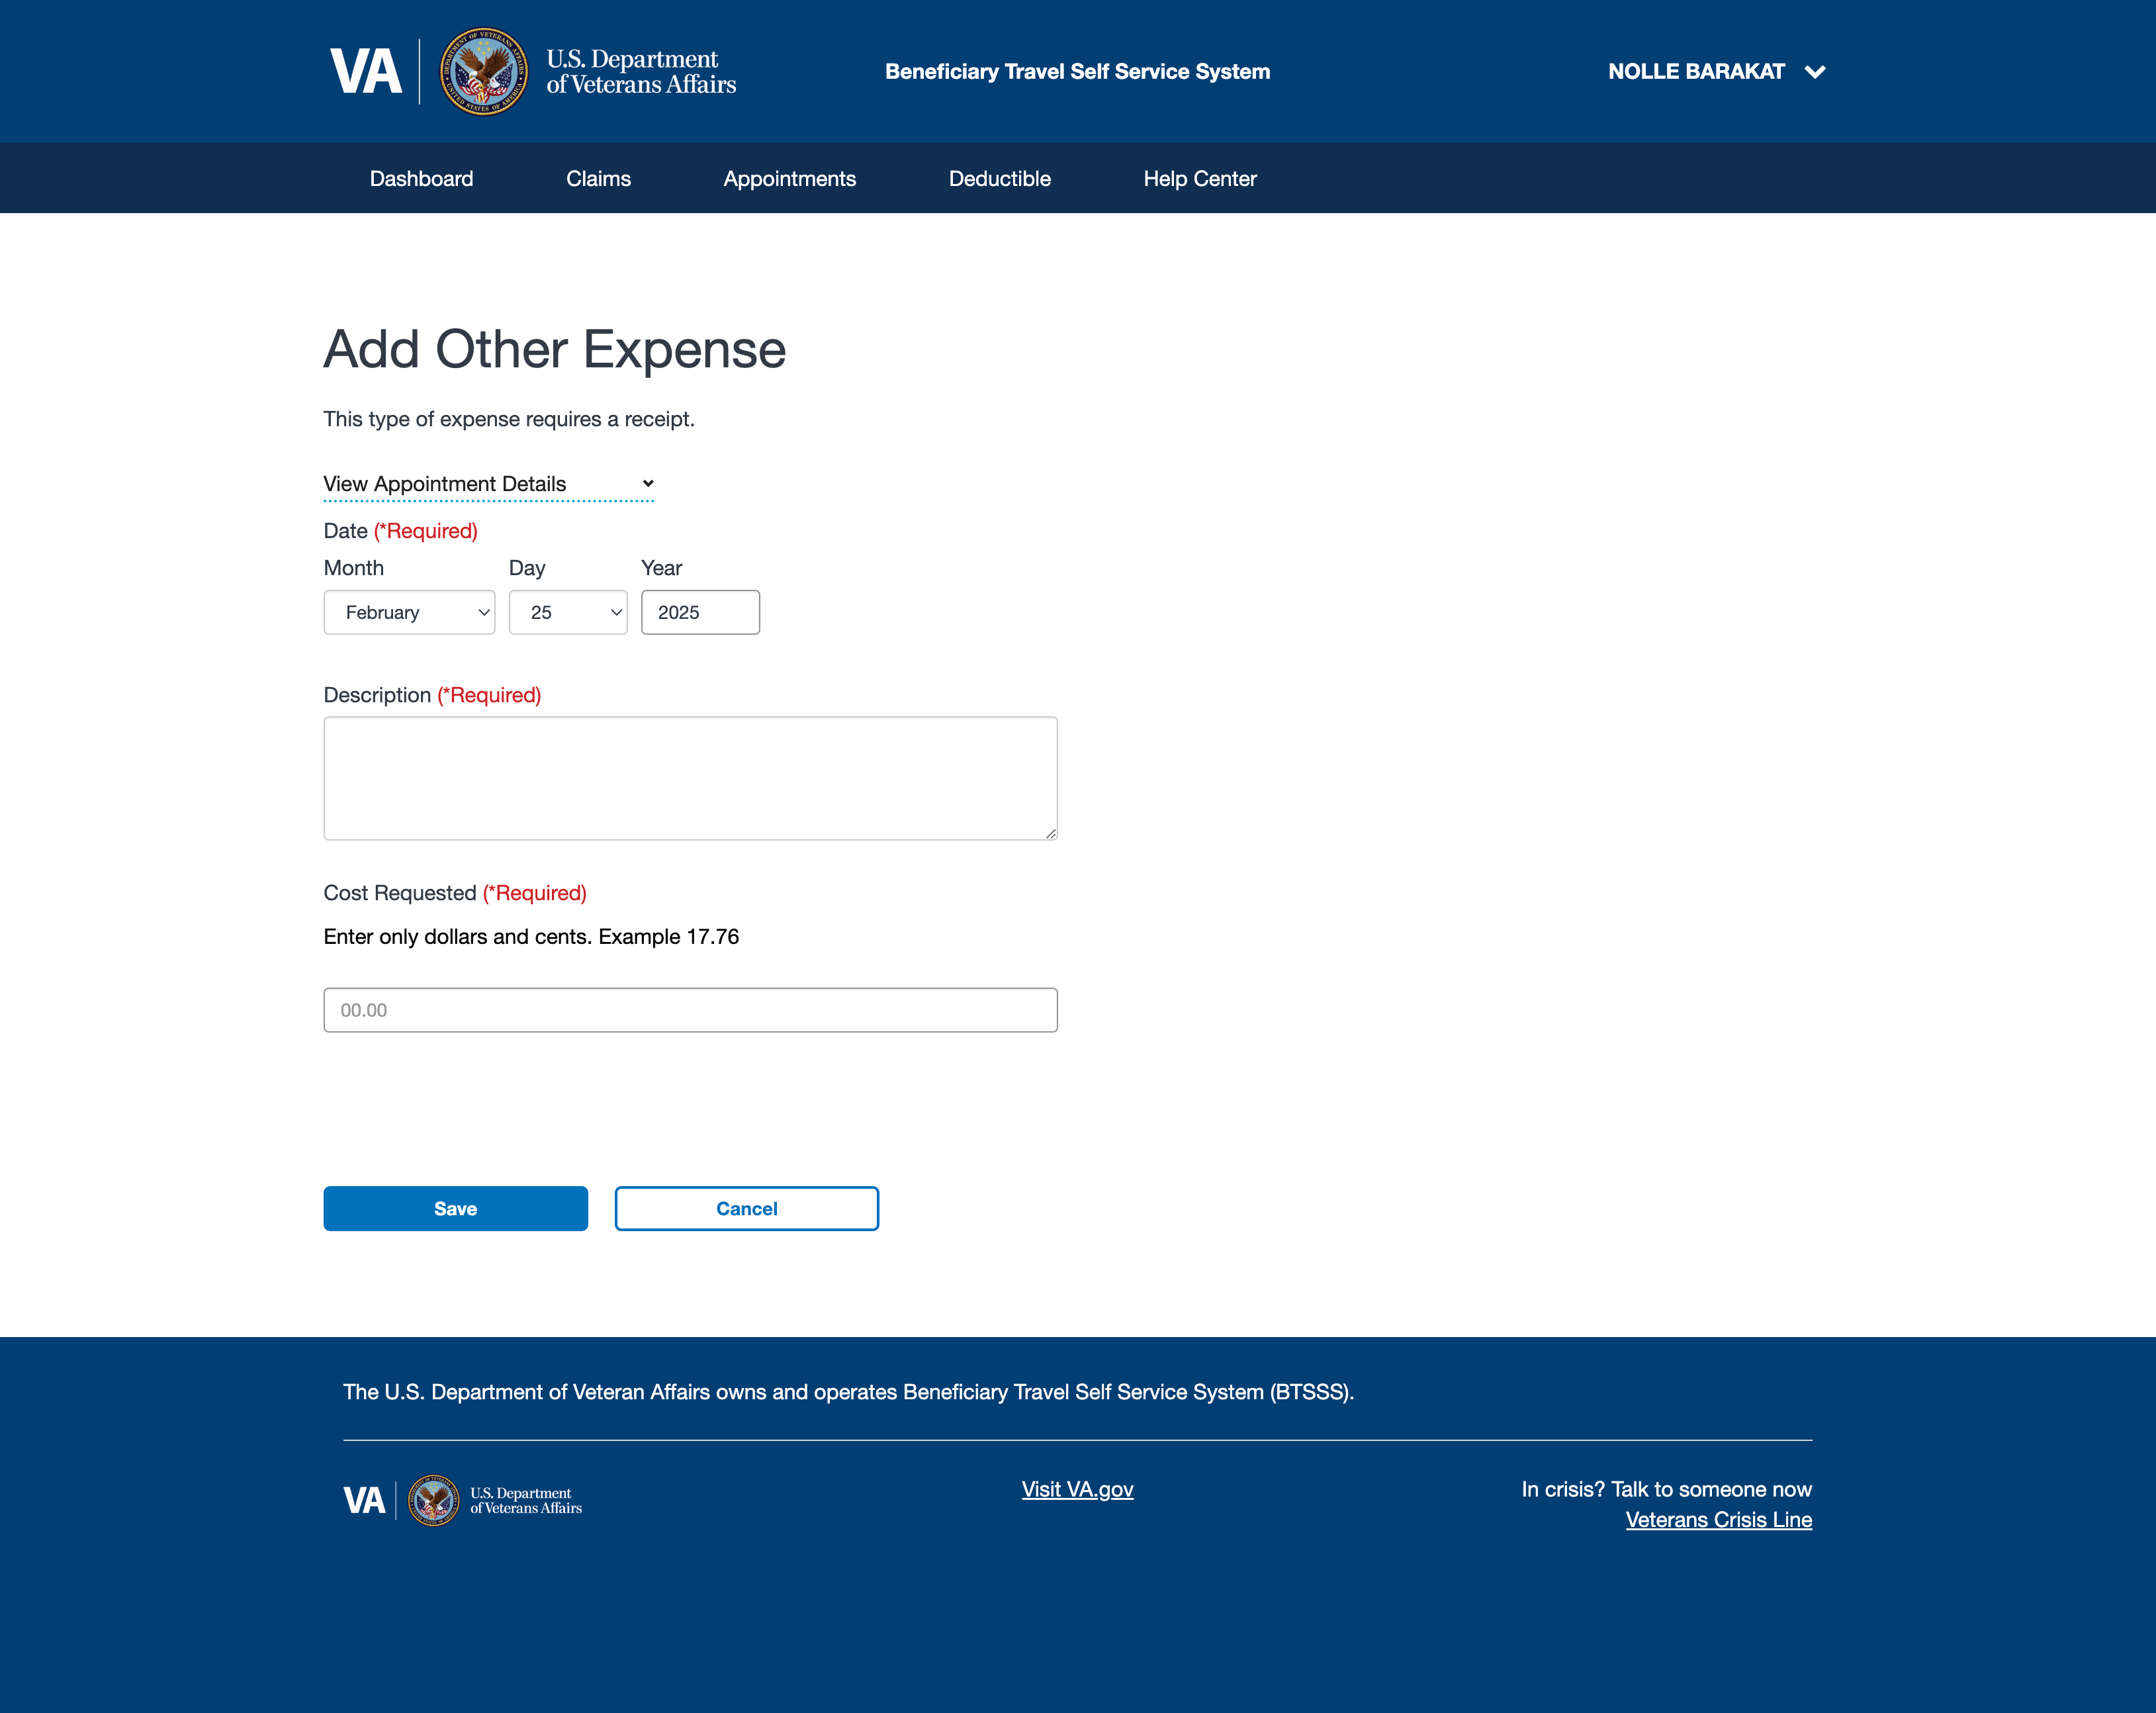 VA
U.S. Department
of Veterans Affairs
Beneficiary Travel Self Service System
NOLLE BARAKAT
Dashboard
Claims
Appointments
Deductible
Help Center
Add Other Expense
This type of expense requires a receipt.
View Appointment Details
Date (*Required)
Month Day Year
February 25 2025
Description (*Required)
Cost Requested (*Required)
Enter only dollars and cents. Example 17.76
00.00
Save Cancel
The U.S. Department of Veteran Affairs owns and operates Beneficiary Travel Self Service System (BTSSS).
VA
U.S. Department
of Veterans Affairs
Visit VA.gov
In crisis? Talk to someone now
Veterans Crisis Line